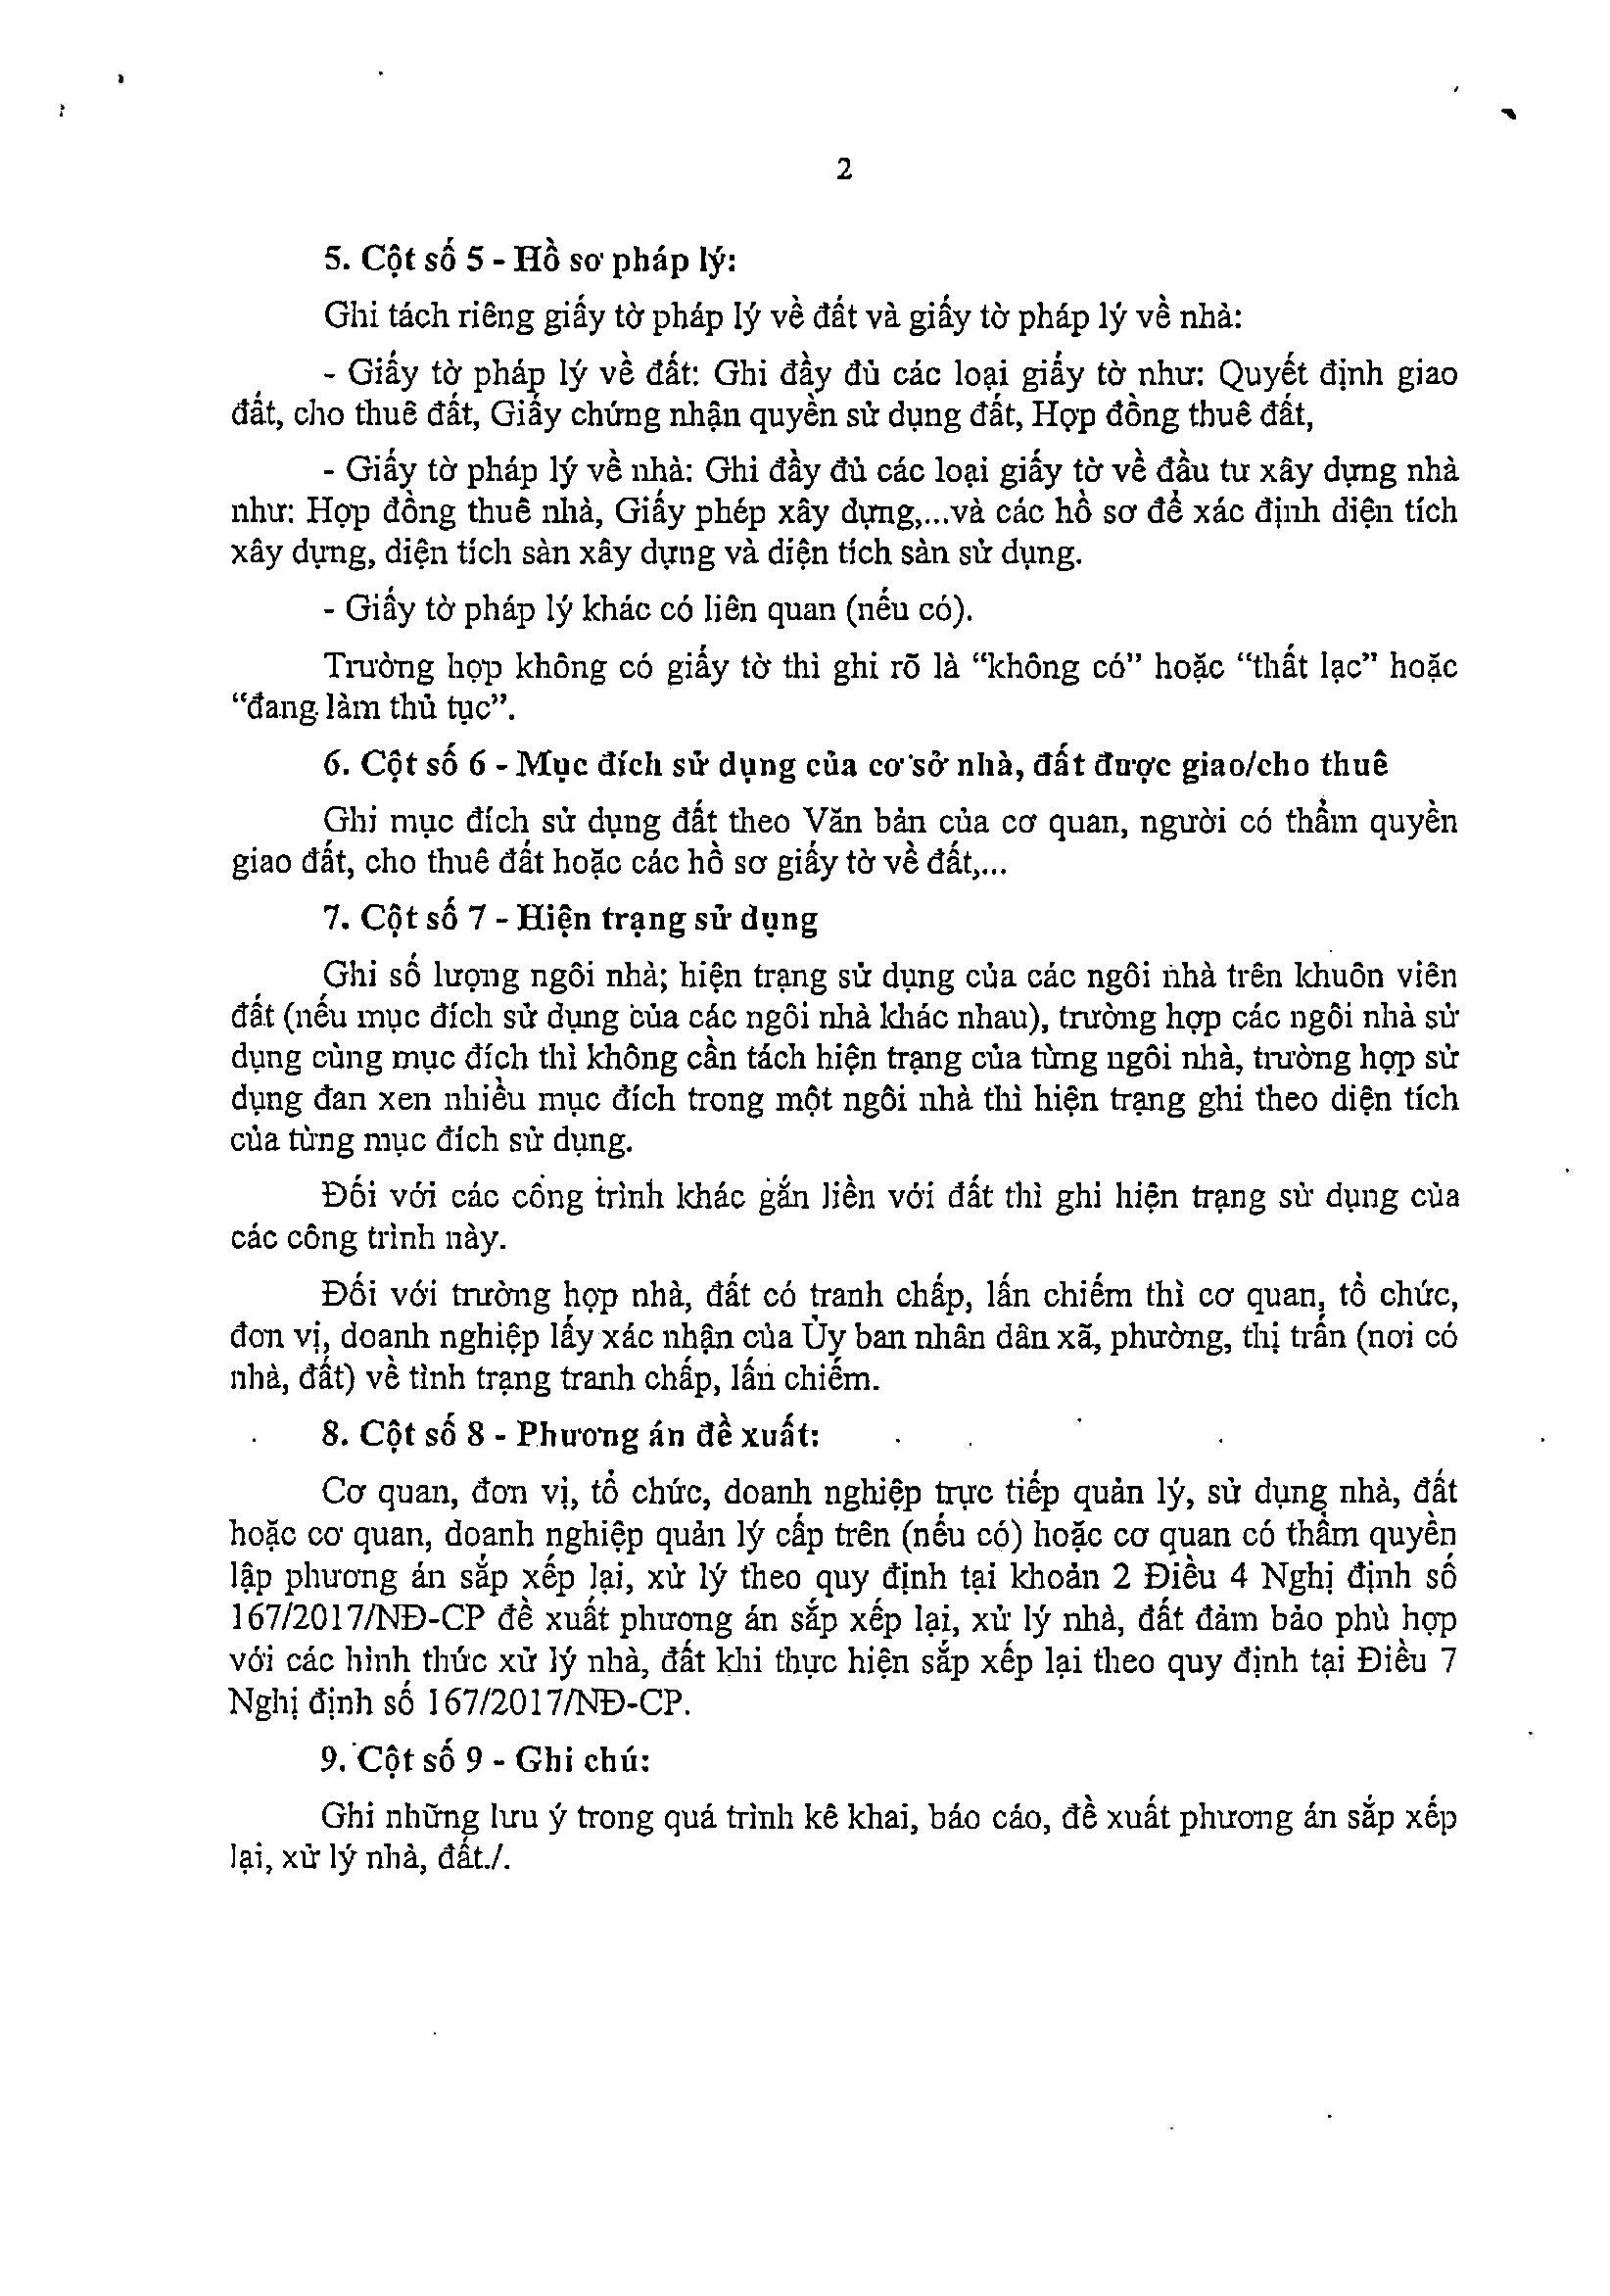 2
5. Cột số 5 - Hồ sơ pháp lý:
Ghi tách riêng giấy tờ pháp lý về đất và giấy tờ pháp lý về nhà:
- Giấy tờ pháp lý về đất: Ghi đầy đủ các loại giấy tờ như: Quyết định giao
đất, cho thuê đất, Giấy chứng nhận quyền sử dụng đất, Hợp đồng thuê đất,
- Giấy tờ pháp lý về nhà: Ghi đầy đủ các loại giấy tờ về đầu tư xây dựng nhà
như: Hợp đồng thuê nhà, Giấy phép xây dựng,...và các hồ sơ để xác định diện tích
xây dựng, diện tích sàn xây dựng và diện tích sàn sử dụng.
- Giấy tờ pháp lý khác có liên quan (nếu có).
Trường hợp không có giấy tờ thì ghi rõ là “không có” hoặc “thất lạc” hoặc
“đang làm thủ tục”.
6. Cột số 6 - Mục đích sử dụng của cơ sở nhà, đất được giao/cho thuê
Ghi mục đích sử dụng đất theo Văn bản của cơ quan, người có thẩm quyền
giao đất, cho thuê đất hoặc các hồ sơ giấy tờ về đất,...
7. Cột số 7 - Hiện trạng sử dụng
Ghi số lượng ngôi nhà; hiện trạng sử dụng của các ngôi nhà trên khuôn viên
đất (nếu mục đích sử dụng của các ngôi nhà khác nhau), trường hợp các ngôi nhà sử
dụng cùng mục đích thì không cần tách hiện trạng của từng ngôi nhà, trường hợp sử
dụng đan xen nhiều mục đích trong một ngôi nhà thì hiện trạng ghi theo diện tích
của từng mục đích sử dụng.
Đối với các công trình khác gắn liền với đất thì ghi hiện trạng sử dụng của
các công trình này.
Đối với trường hợp nhà, đất có tranh chấp, lấn chiếm thì cơ quan, tổ chức,
đơn vị, doanh nghiệp lấy xác nhận của Ủy ban nhân dân xã, phường, thị trấn (nơi có
nhà, đất) về tình trạng tranh chấp, lấn chiếm.
8. Cột số 8 - Phương án đề xuất:
Cơ quan, đơn vị, tổ chức, doanh nghiệp trực tiếp quản lý, sử dụng nhà, đất
hoặc cơ quan, doanh nghiệp quản lý cấp trên (nếu có) hoặc cơ quan có thẩm quyền
lập phương án sắp xếp lại, xử lý theo quy định tại khoản 2 Điều 4 Nghị định số
167/2017/NĐ-CP đề xuất phương án sắp xếp lại, xử lý nhà, đất đảm bảo phù hợp
với các hình thức xử lý nhà, đất khi thực hiện sắp xếp lại theo quy định tại Điều 7
Nghị định số 167/2017/NĐ-CP.
9. Cột số 9 - Ghi chú:
Ghi những lưu ý trong quá trình kê khai, báo cáo, đề xuất phương án sắp xếp
lại, xử lý nhà, đất./.